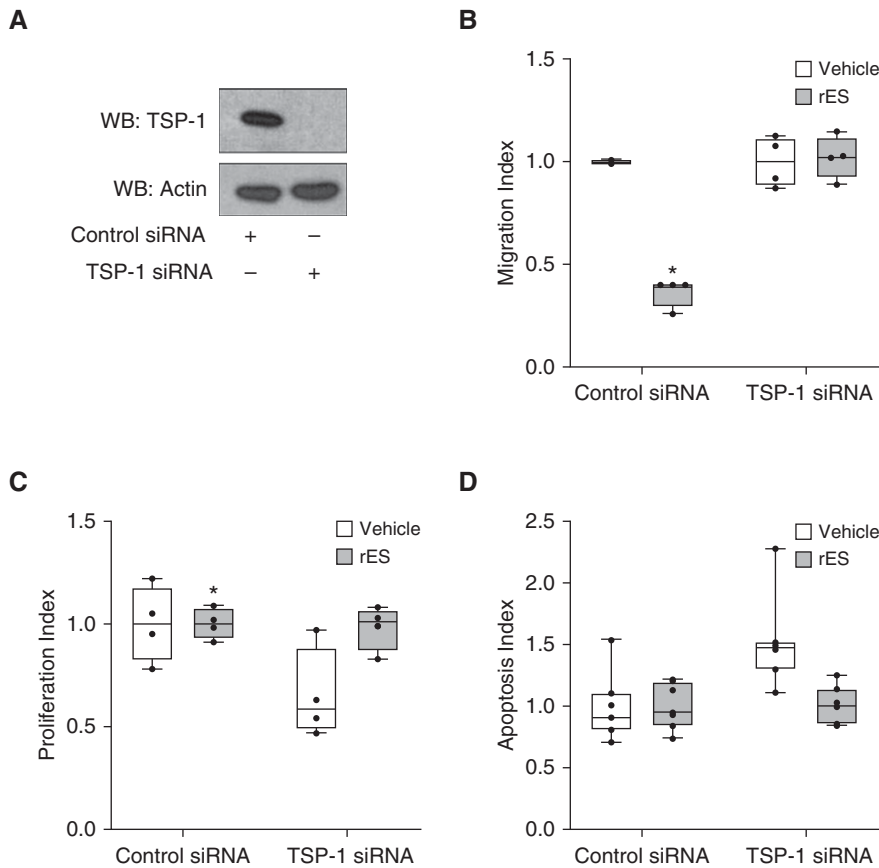 A
WB: TSP-1
WB: Actin
Control siRNA + –
TSP-1 siRNA – +
B
Migration Index
1.5
1.0
0.5
0.0
Vehicle
rES
*
Control siRNA TSP-1 siRNA
C
Proliferation Index
1.5
1.0
0.5
0.0
Vehicle
rES
*
Control siRNA TSP-1 siRNA
D
Apoptosis Index
2.5
2.0
1.5
1.0
0.5
0.0
Vehicle
rES
Control siRNA TSP-1 siRNA